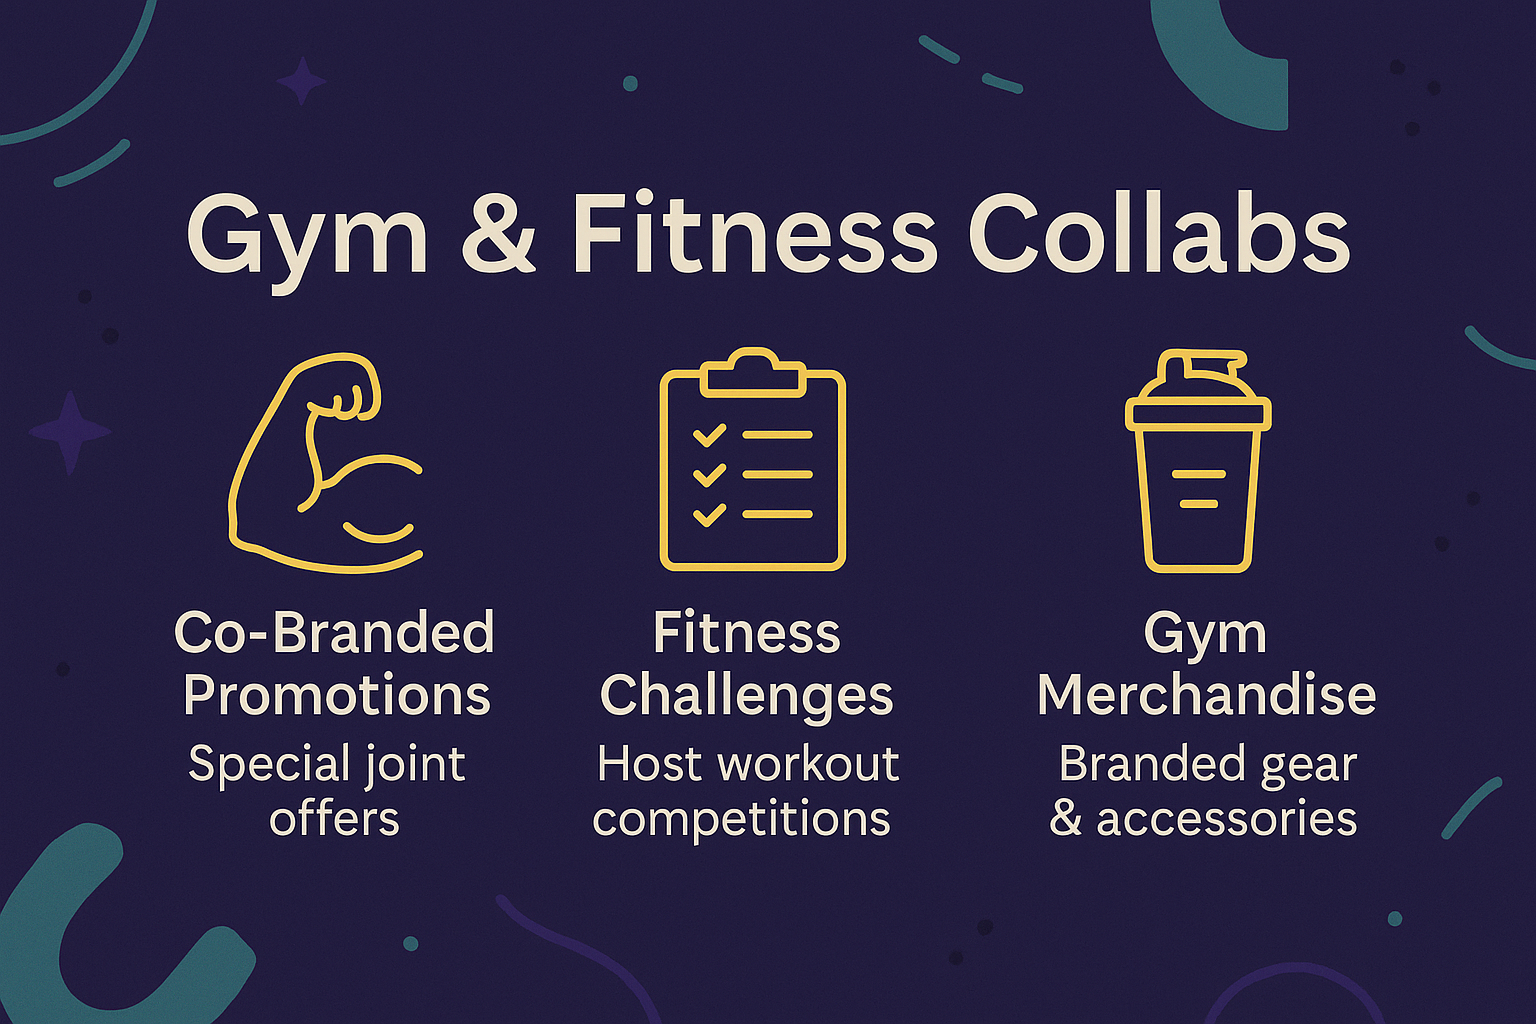 Gym & Fitness Collabs
Co-Branded
Promotions
Special joint
offers
Fitness
Challenges
Host workout
competitions
Gym
Merchandise
Branded gear
& accessories